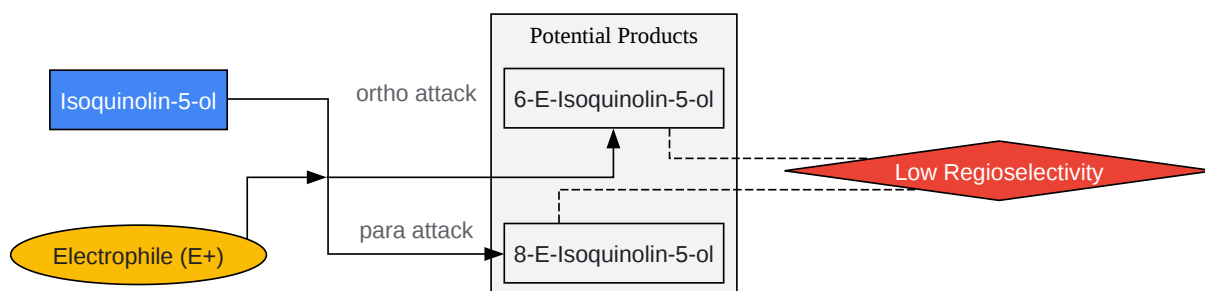 Potential Products
Isoquinolin-5-ol
ortho attack
6-E-Isoquinolin-5-ol
Low Regioselectivity
para attack
Electrophile (E+)
8-E-Isoquinolin-5-ol